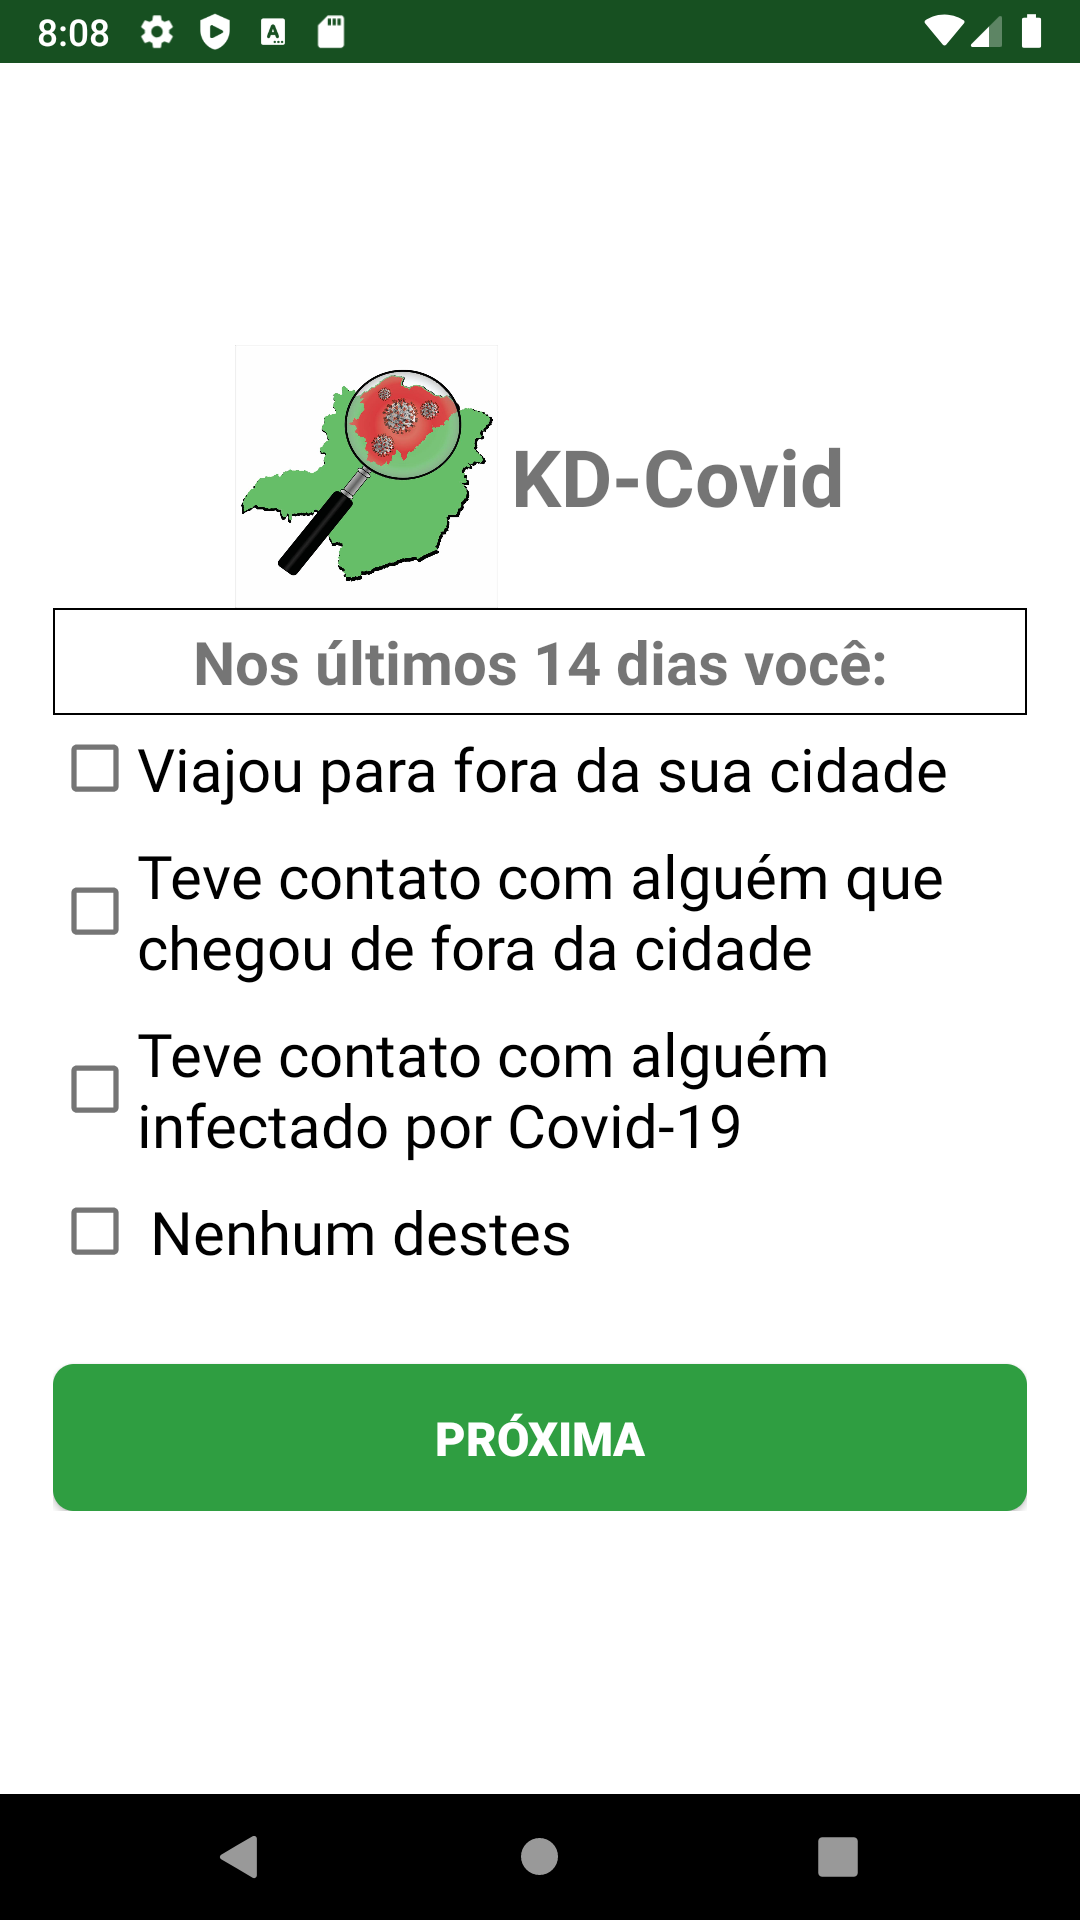 8:08
KD-Covid
Nos últimos 14 dias você:
Viajou para fora da sua cidade
Teve contato com alguém que
chegou de fora da cidade
Teve contato com alguém
infectado por Covid-19
Nenhum destes
PRÓXIMA